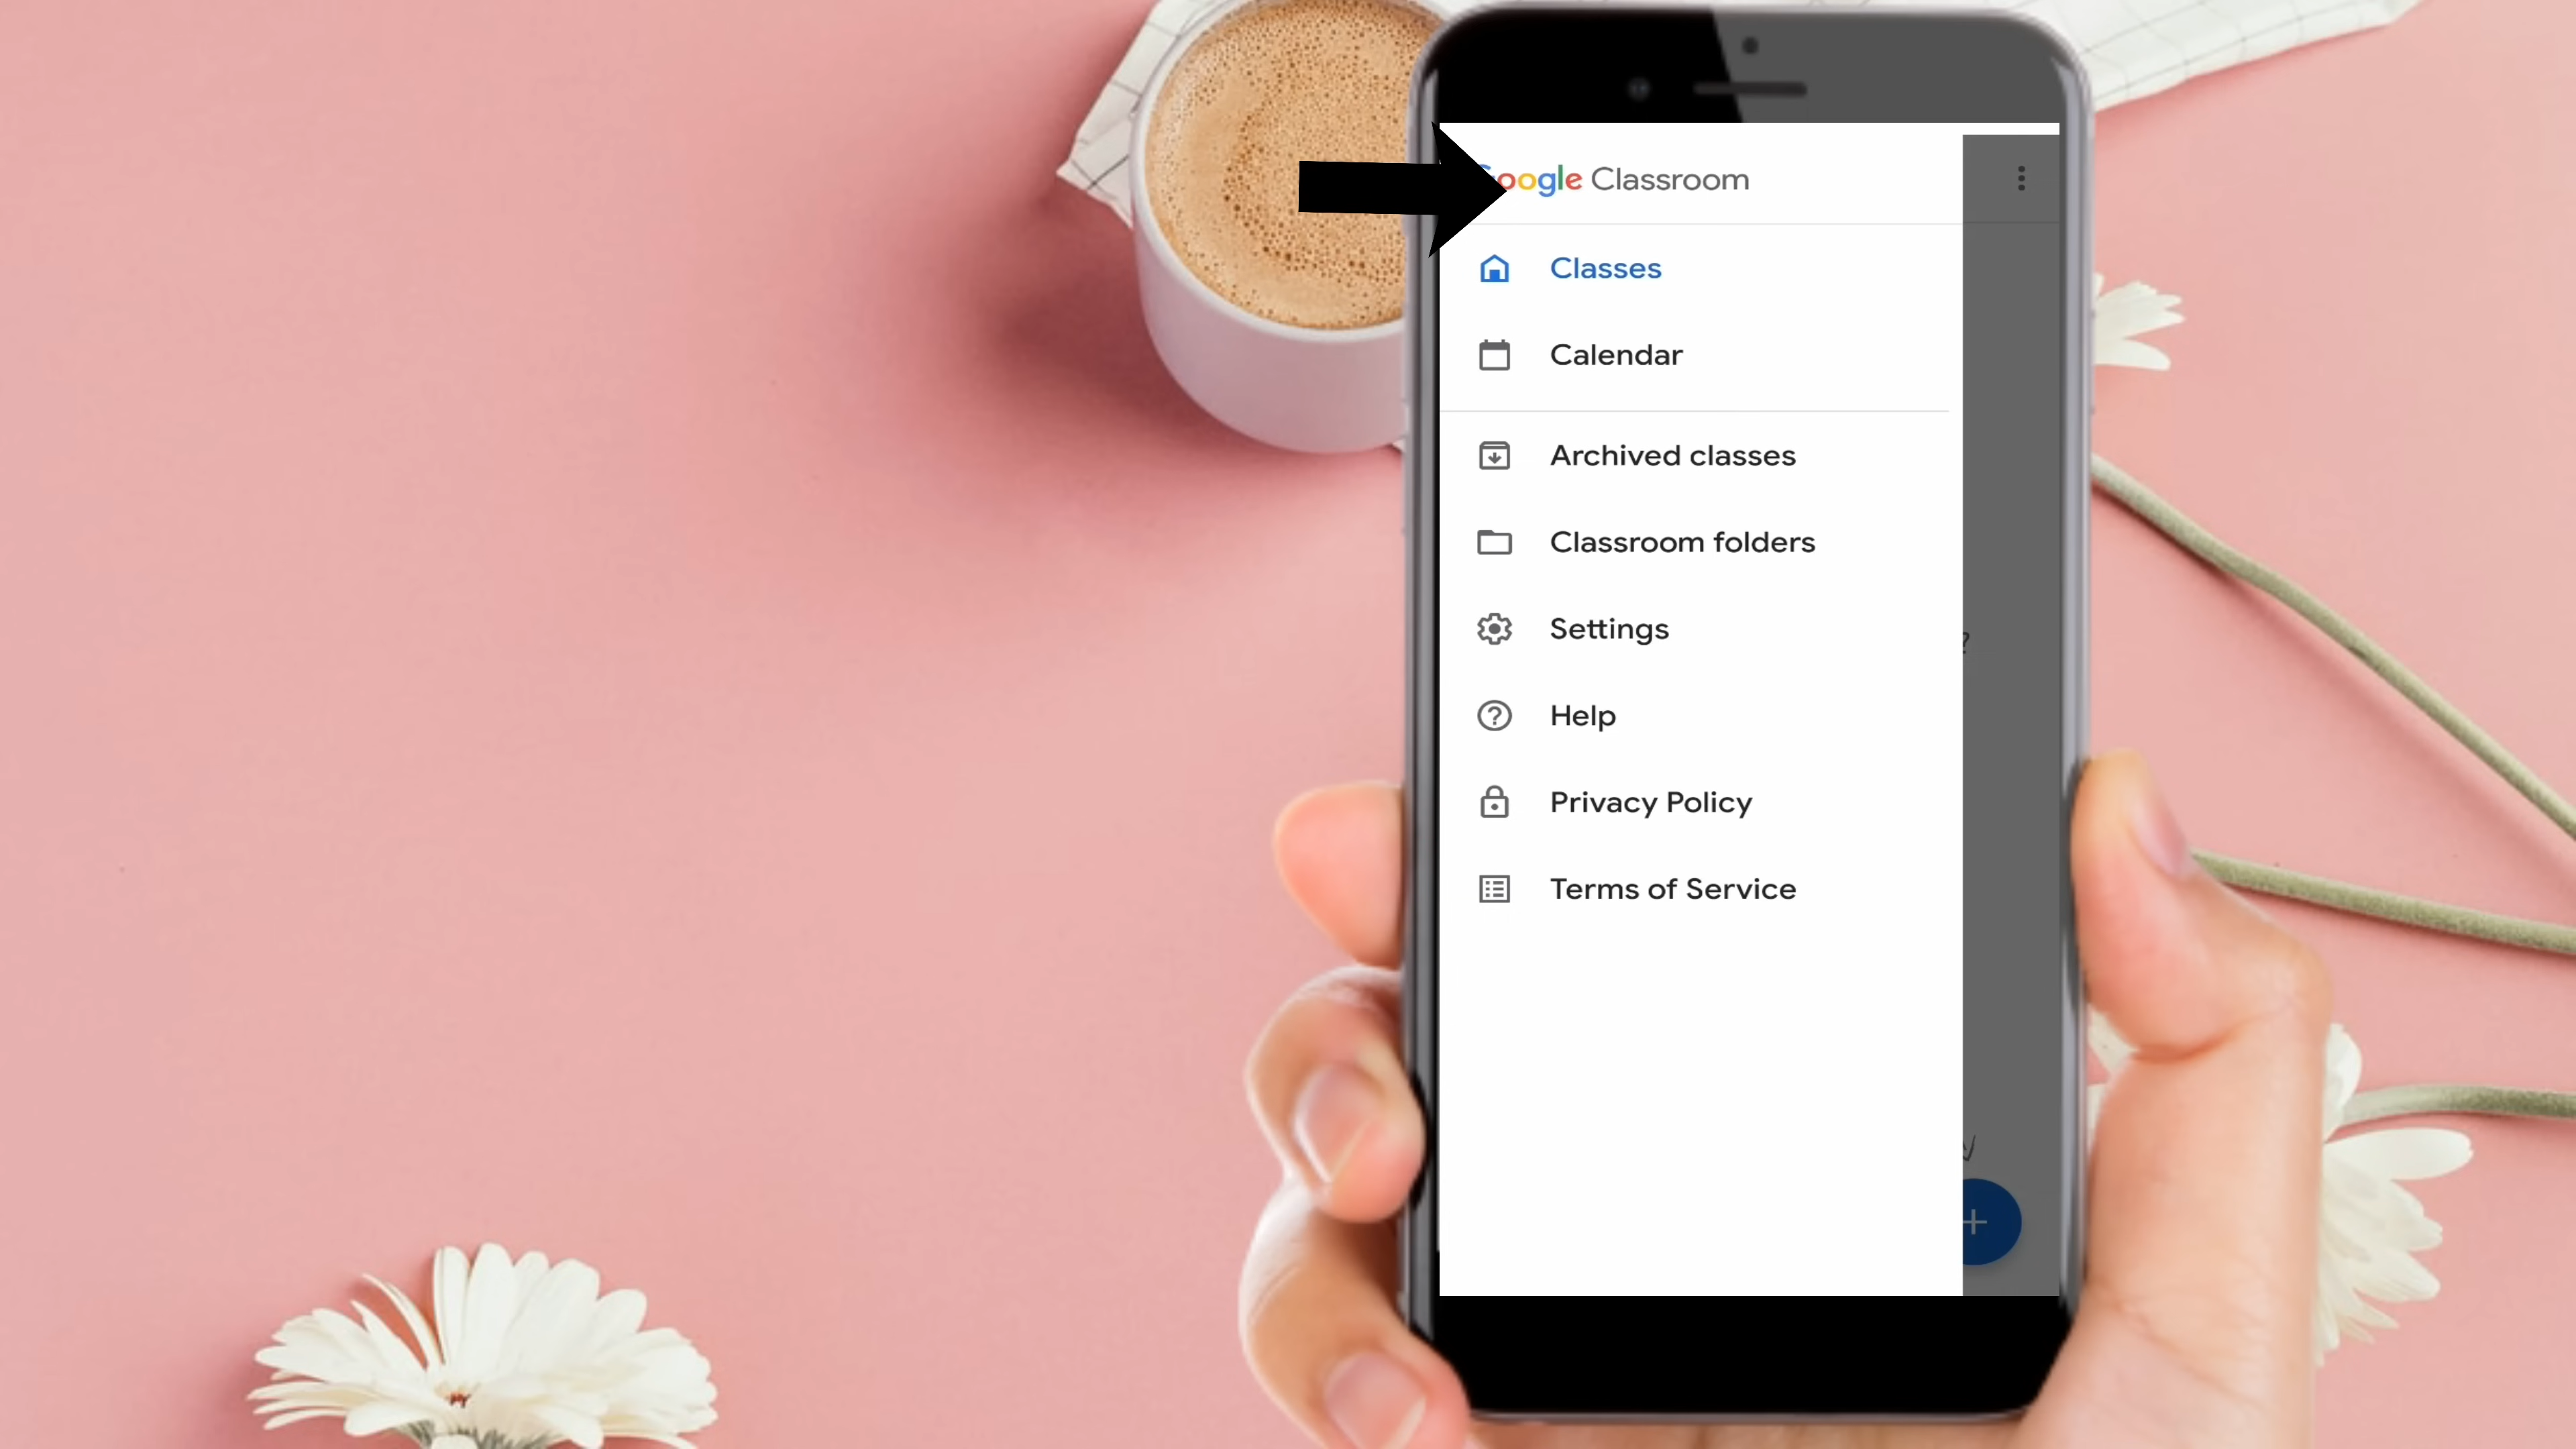 Google Classroom
Classes
Calendar
Archived classes
Classroom folders
Settings
Help
Privacy Policy
Terms of Service